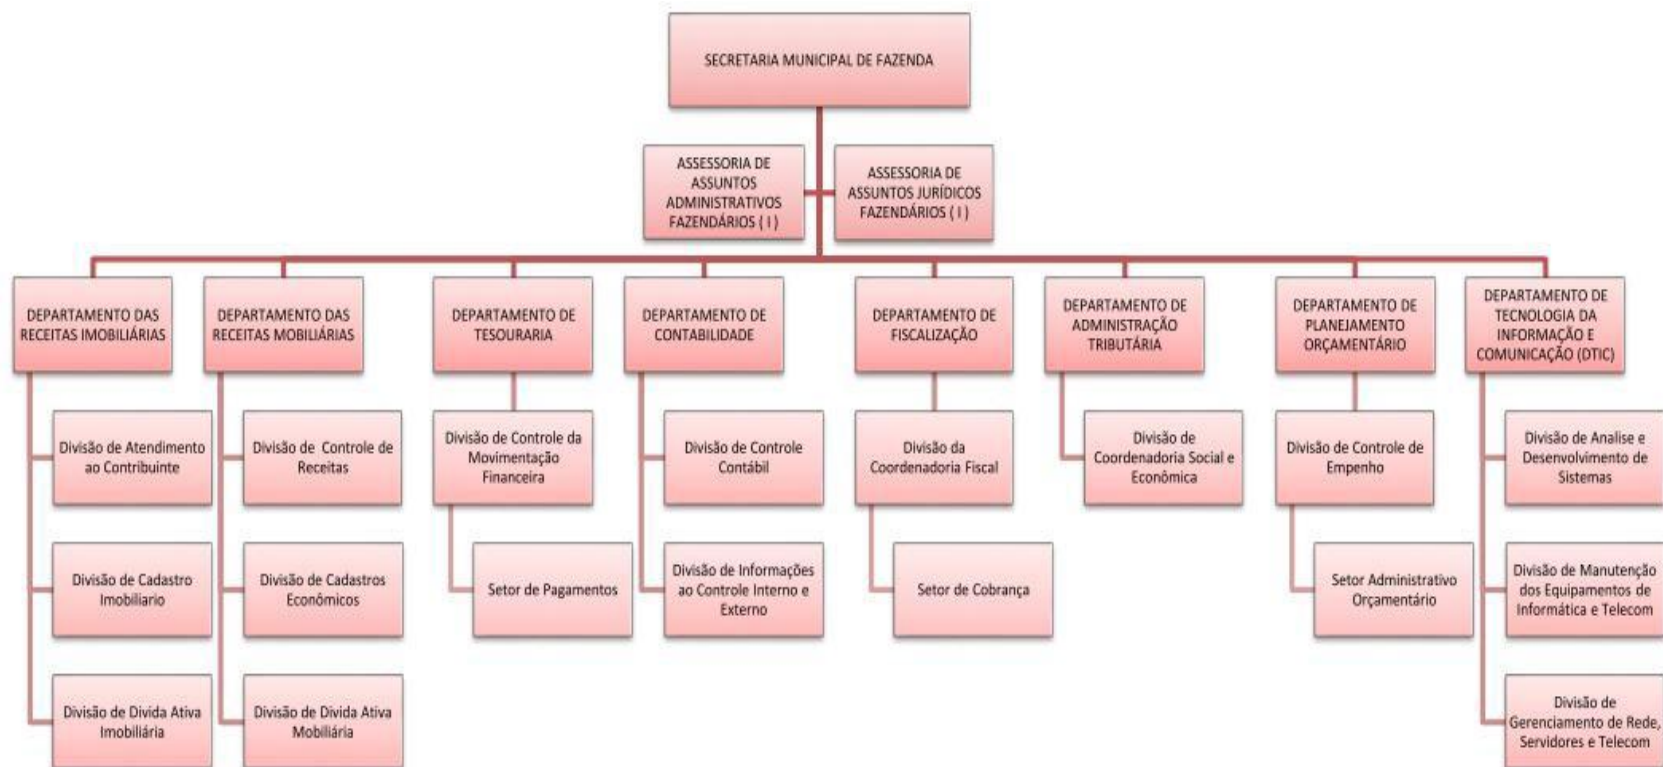 SECRETARIA MUNICIPAL DE FAZENDA
ASSESSORIA DE
ASSUNTOS
ADMINISTRATIVOS
FAZENDÁRIOS ( I )
ASSESSORIA DE
ASSUNTOS JURÍDICOS
FAZENDÁRIOS ( I )
DEPARTAMENTO DAS
RECEITAS IMOBILIÁRIAS
DEPARTAMENTO DAS
RECEITAS MOBILIÁRIAS
DEPARTAMENTO DE
TESOURARIA
DEPARTAMENTO DE
CONTABILIDADE
DEPARTAMENTO DE
FISCALIZAÇÃO
DEPARTAMENTO DE
ADMINISTRAÇÃO
TRIBUTÁRIA
DEPARTAMENTO DE
PLANEJAMENTO
ORÇAMENTÁRIO
DEPARTAMENTO DE
TECNOLOGIA DA
INFORMAÇÃO E
COMUNICAÇÃO (DTIC)
Divisão de Atendimento
ao Contribuinte
Divisão de Controle de
Receitas
Divisão de Controle da
Movimentação
Financeira
Divisão de Controle
Contábil
Divisão da
Coordenadoria Fiscal
Divisão de
Coordenadoria Social e
Econômica
Divisão de Controle de
Empenho
Divisão de Analise e
Desenvolvimento de
Sistemas
Divisão de Cadastro
Imobiliario
Divisão de Cadastros
Econômicos
Setor de Pagamentos
Divisão de Informações
ao Controle Interno e
Externo
Setor de Cobrança
Setor Administrativo
Orçamentário
Divisão de Manutenção
dos Equipamentos de
Informática e Telecom
Divisão de Divida Ativa
Imobiliária
Divisão de Divida Ativa
Mobiliária
Divisão de
Gerenciamento de Rede,
Servidores e Telecom